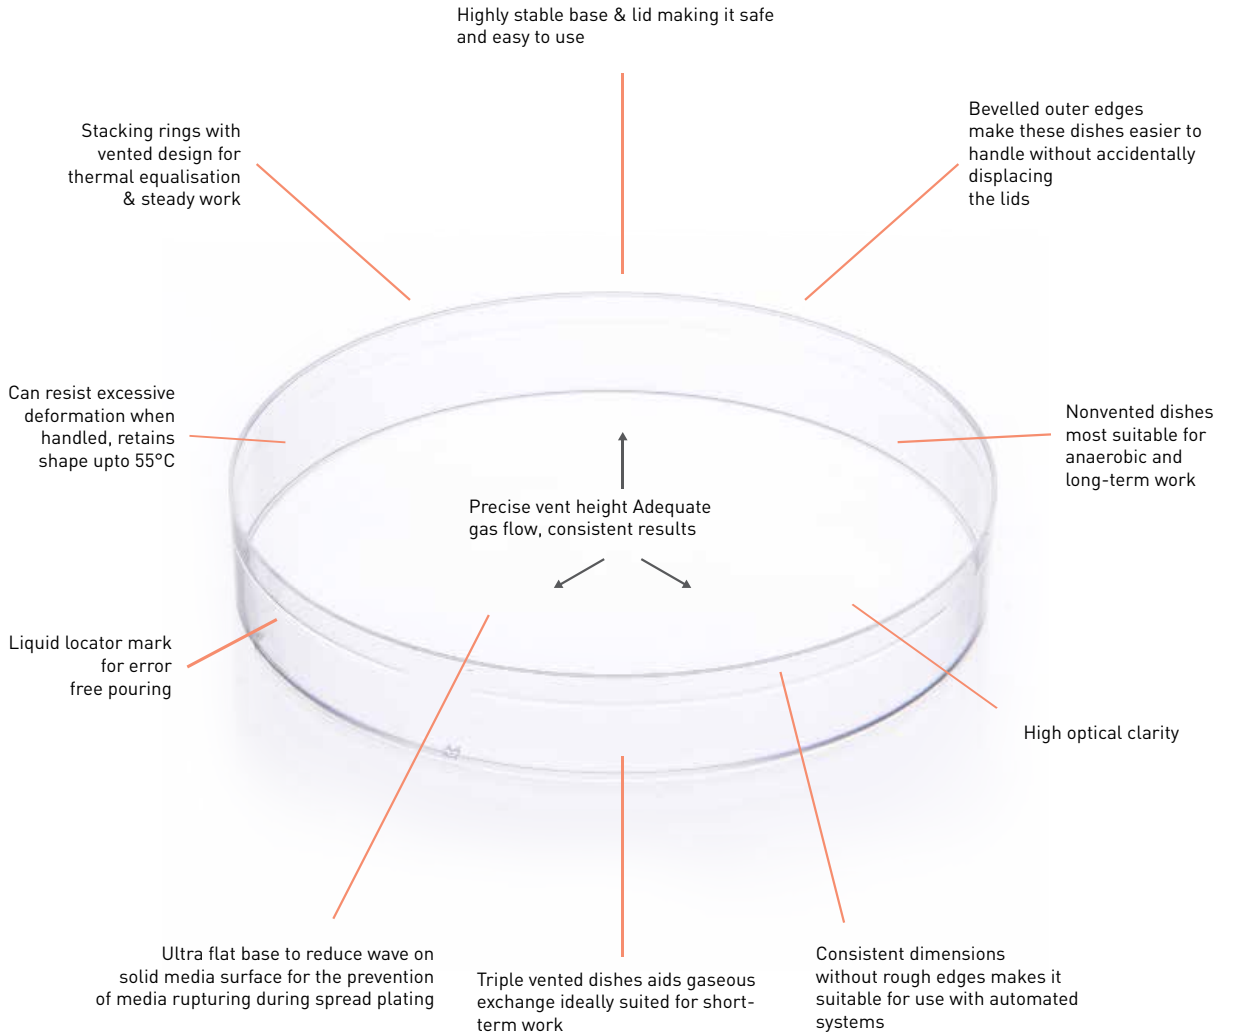 Highly stable base & lid making it safe
and easy to use
Stacking rings with
vented design for
thermal equalisation
& steady work
Bevelled outer edges
make these dishes easier to
handle without accidentally
displacing
the lids
Can resist excessive
deformation when
handled, retains
shape upto 55°C
Nonvented dishes
most suitable for
anaerobic and
long-term work
Precise vent height Adequate
gas flow, consistent results
Liquid locator mark
for error
free pouring
High optical clarity
Ultra flat base to reduce wave on
solid media surface for the prevention
of media rupturing during spread plating
Triple vented dishes aids gaseous
exchange ideally suited for short-
term work
Consistent dimensions
without rough edges makes it
suitable for use with automated
systems